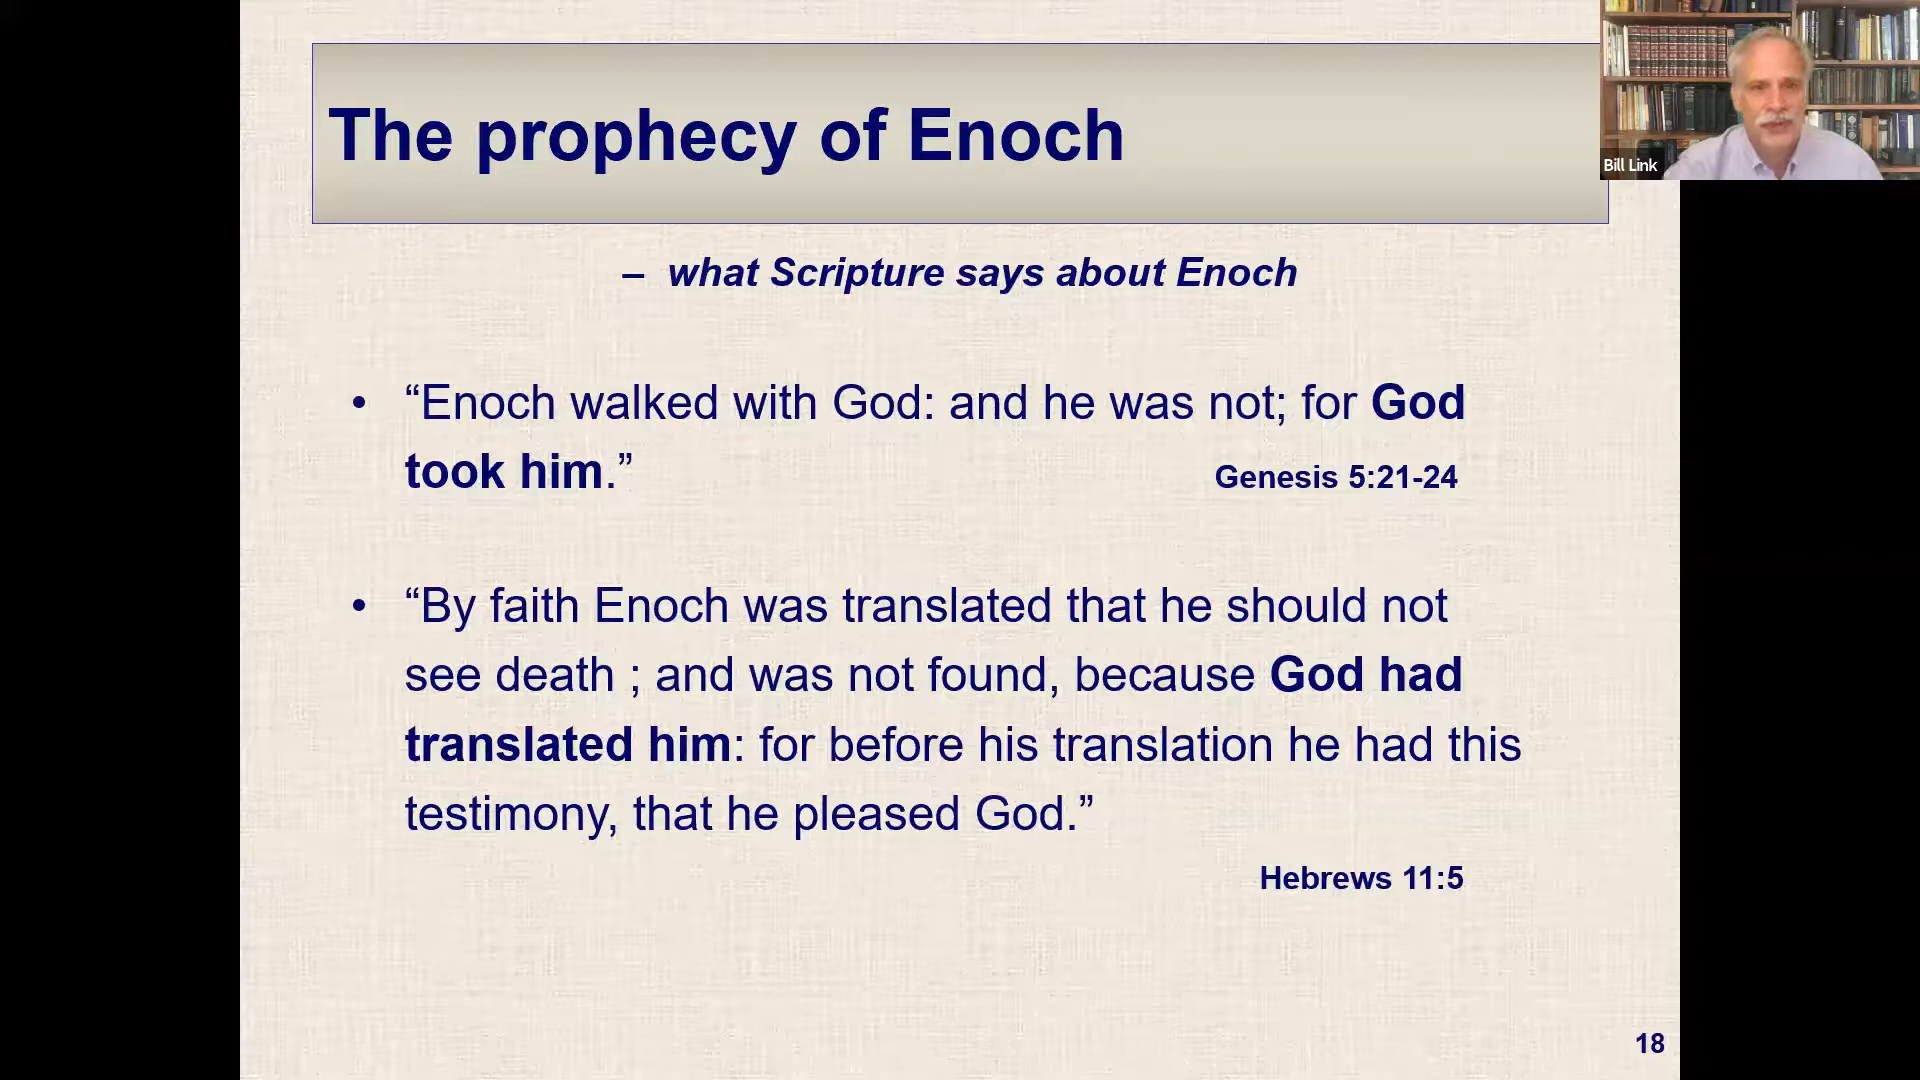 The prophecy of Enoch
Bill Link
– what Scripture says about Enoch
• “Enoch walked with God: and he was not; for God
took him.” Genesis 5:21-24
• “By faith Enoch was translated that he should not
see death ; and was not found, because God had
translated him: for before his translation he had this
testimony, that he pleased God.”
Hebrews 11:5
18